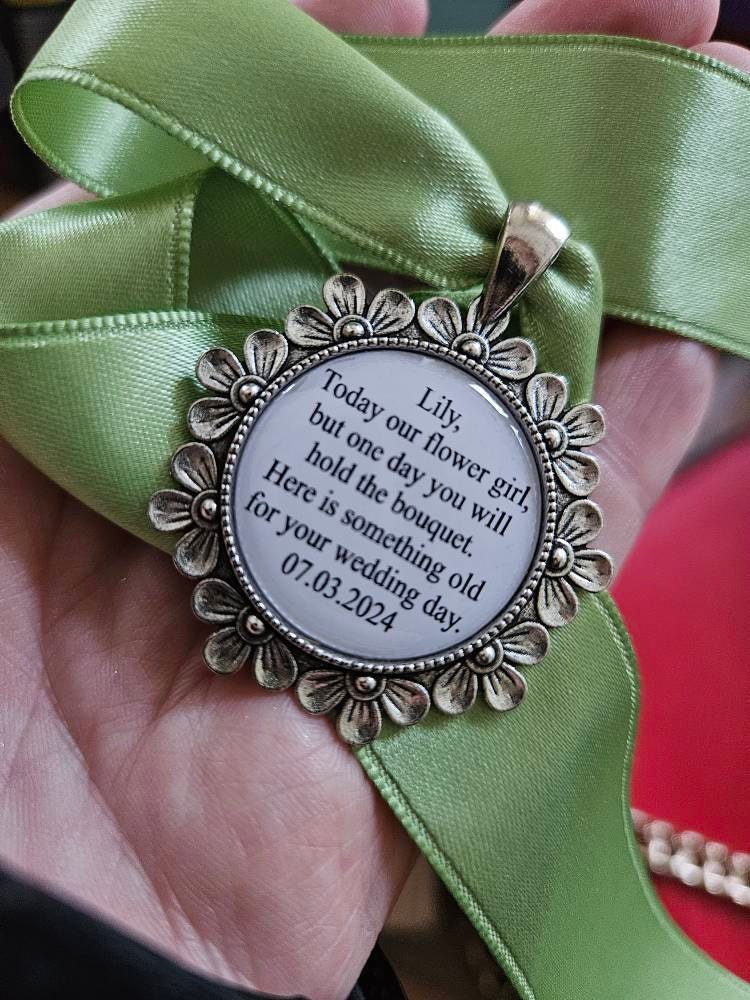 Lily,
Today our flower girl,
but one day you will
hold the bouquet.
Here is something old
for your wedding day.
07.03.2024